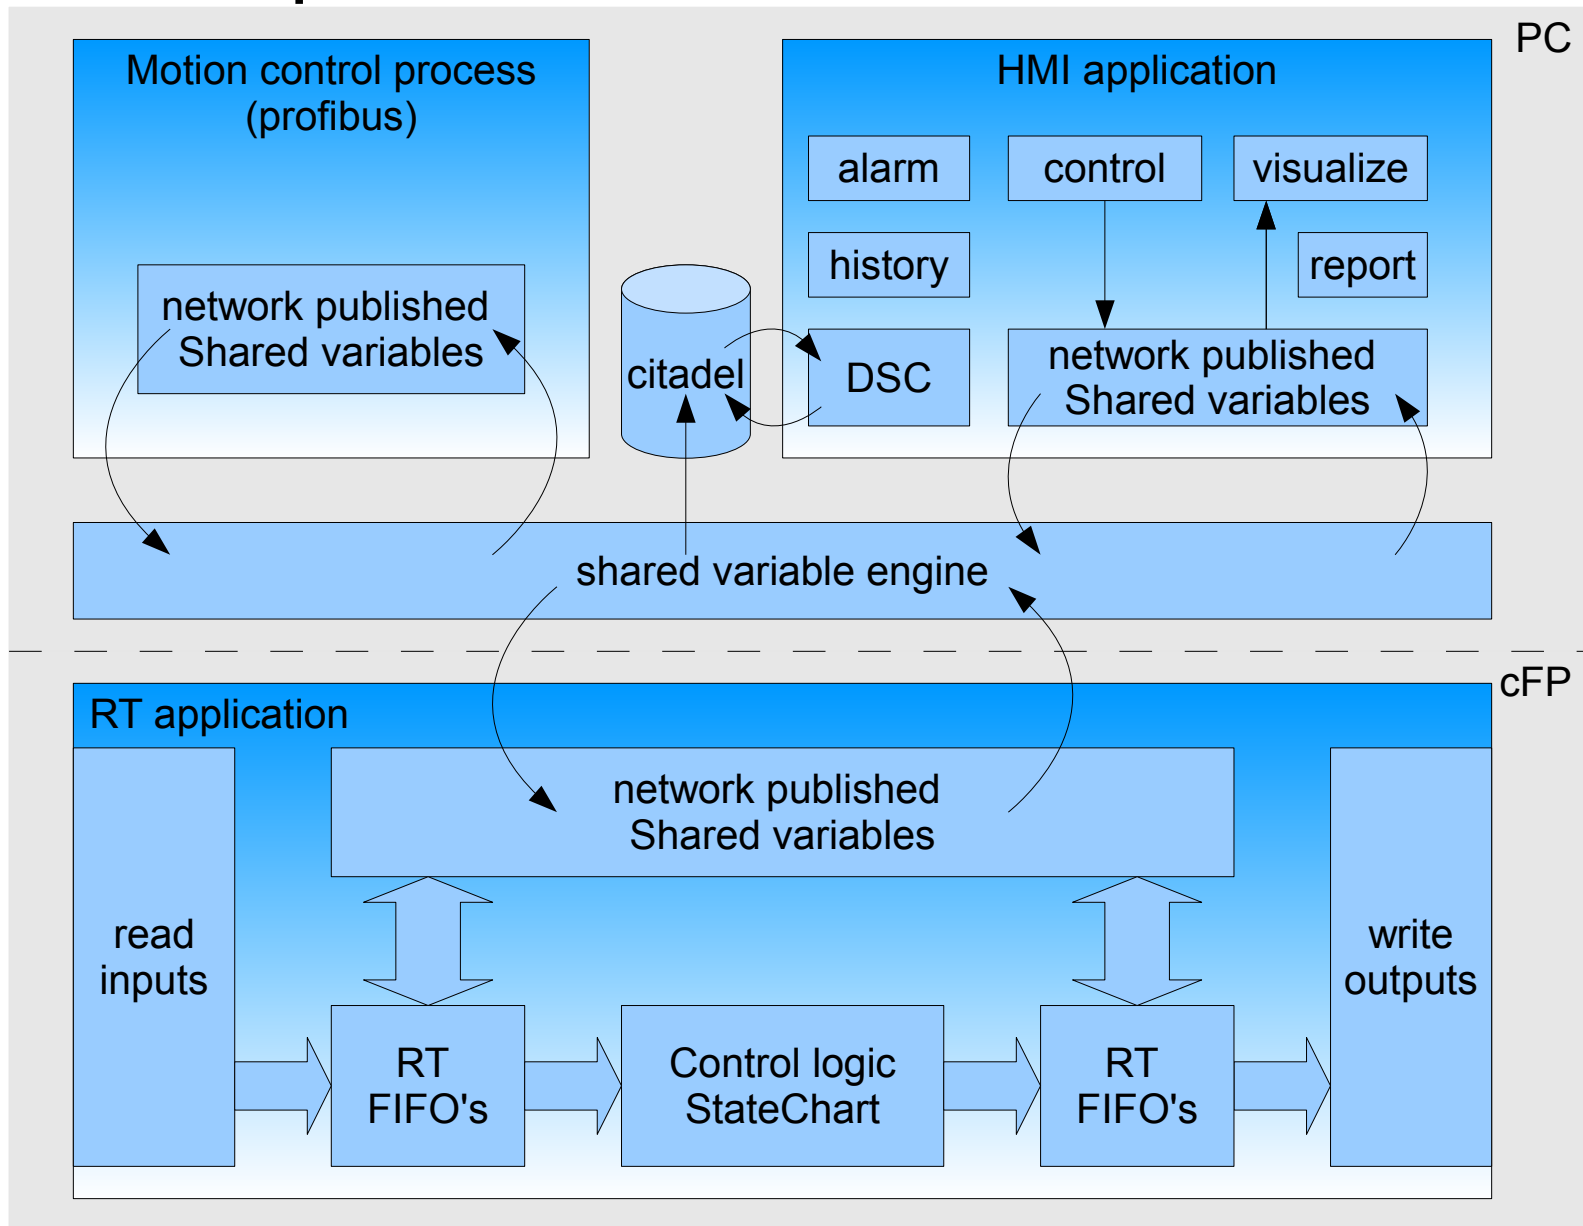 PC
Motion control process
(profibus)
HMI application
alarm
control
visualize
history
report
network published
Shared variables
citadel
DSC
network published
Shared variables
shared variable engine
cFP
RT application
network published
Shared variables
read
inputs
write
outputs
RT
FIFO's
Control logic
StateChart
RT
FIFO's